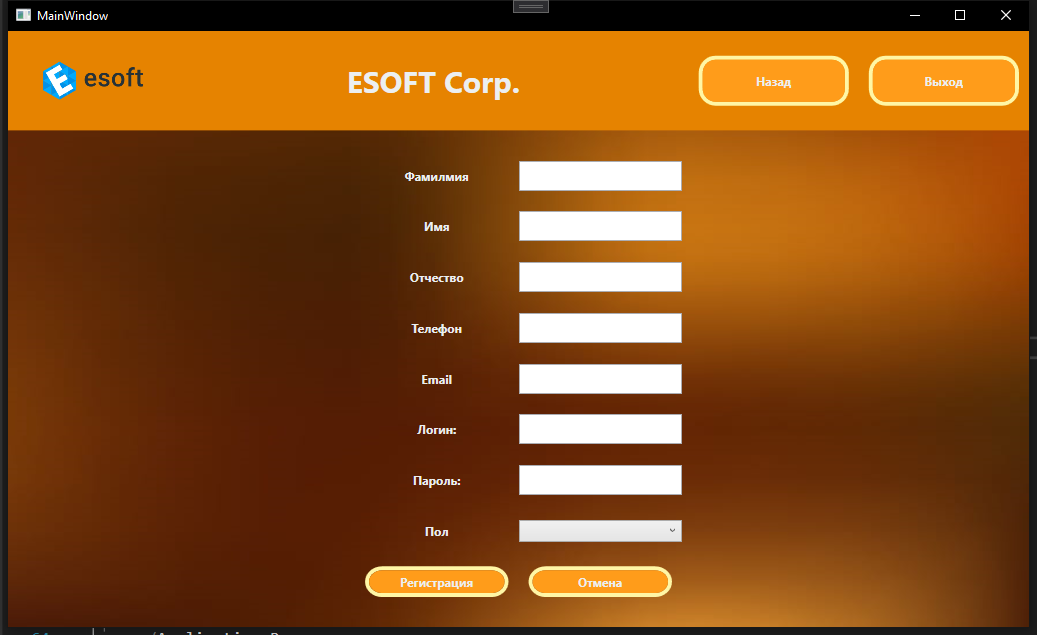 MainWindow
esoft
ESOFT Corp.
Назад
Выход
Фамилмия
Имя
Отчество
Телефон
Email
Логин:
Пароль:
Пол
Регистрация
Отмена